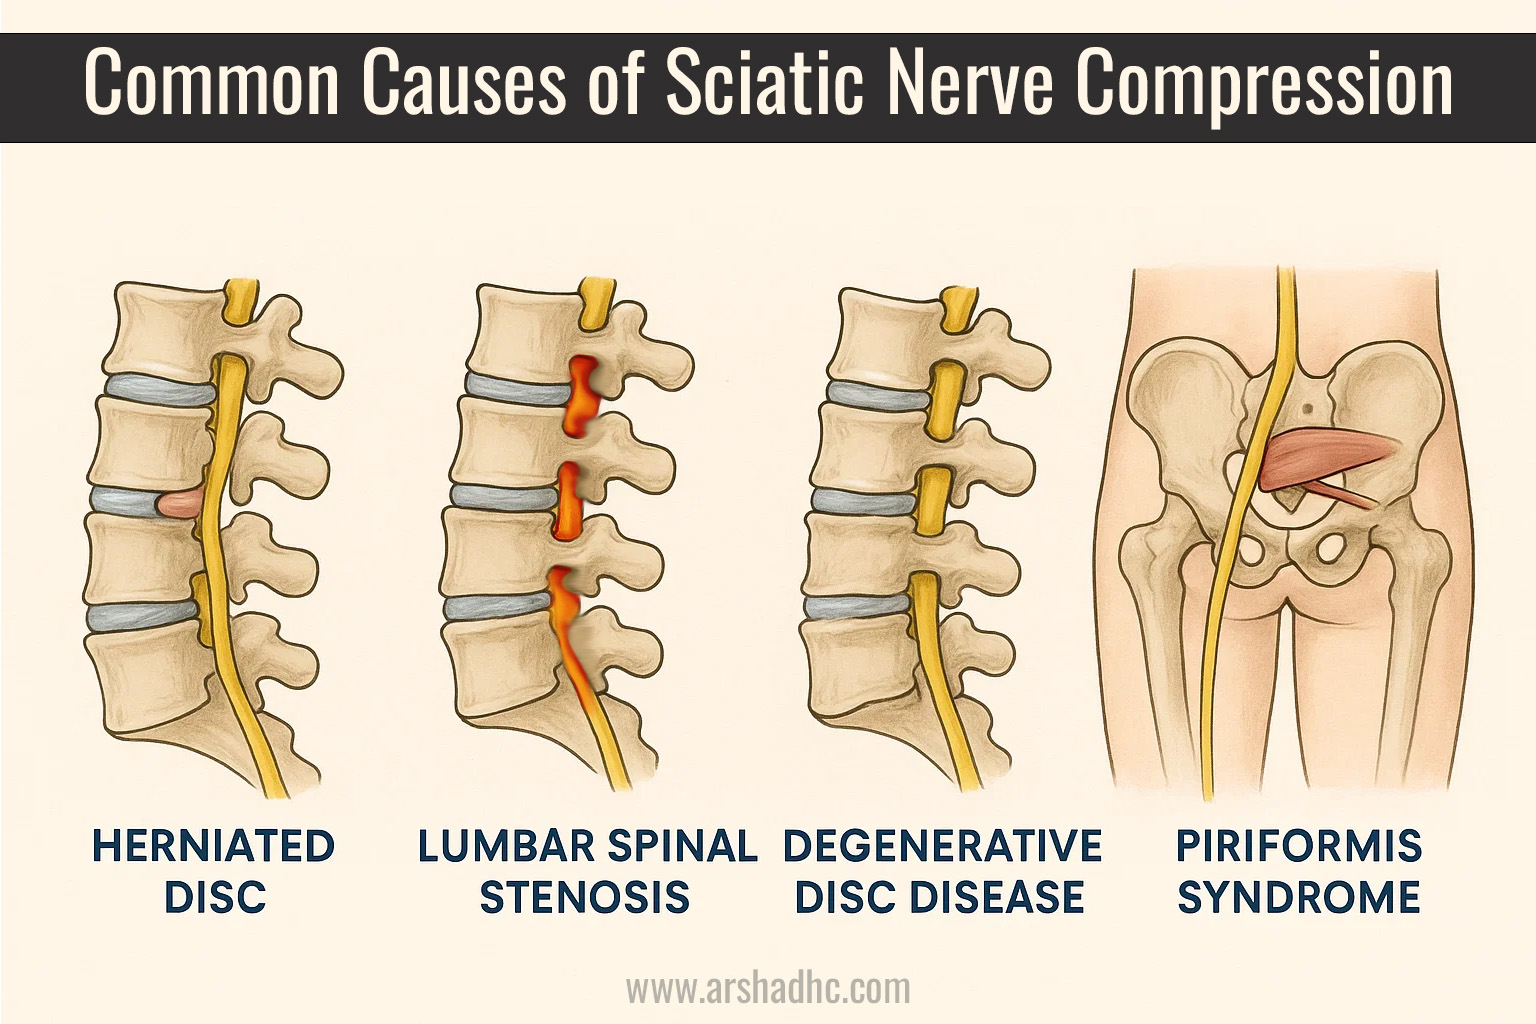 Common Causes of Sciatic Nerve Compression
HERNIATED
DISC
LUMBAR SPINAL
STENOSIS
DEGENERATIVE
DISC DISEASE
PIRIFORMIS
SYNDROME
www.arshadhc.com